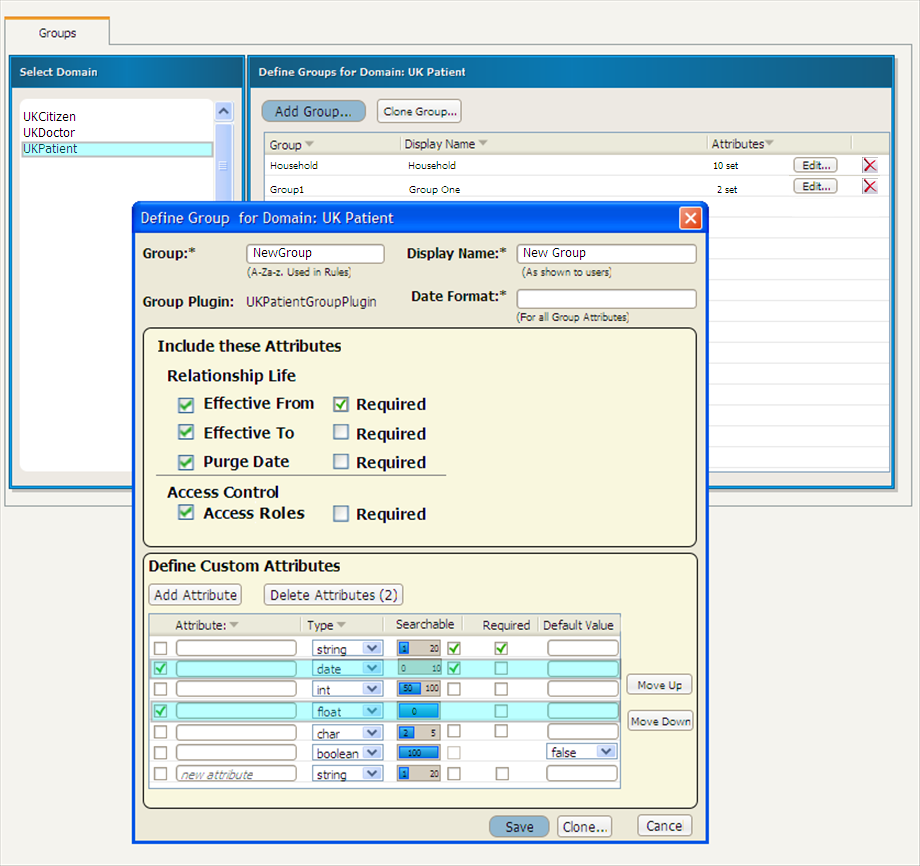 Groups
Select Domain
Define Groups for Domain: UK Patient
UKCitizen
UKDoctor
UKPatient
Add Group... Clone Group...
Group Display Name Attributes
Household Household 10 set Edit...
Group1 Group One 2 set Edit...
Define Group for Domain: UK Patient
Group:* NewGroup Display Name:* New Group
(A-Za-z. Used in Rules) (As shown to users)
Group Plugin: UKPatientGroupPlugin Date Format:*
(For all Group Attributes)
Include these Attributes
Relationship Life
Effective From Required
Effective To Required
Purge Date Required
Access Control
Access Roles Required
Define Custom Attributes
Add Attribute Delete Attributes (2)
Attribute: Type Searchable Required Default Value
string 1 20
date 0 10
int 50 100
float 0
char 2 5
boolean 100 false
new attribute string 1 20
Move Up
Move Down
Save Clone... Cance